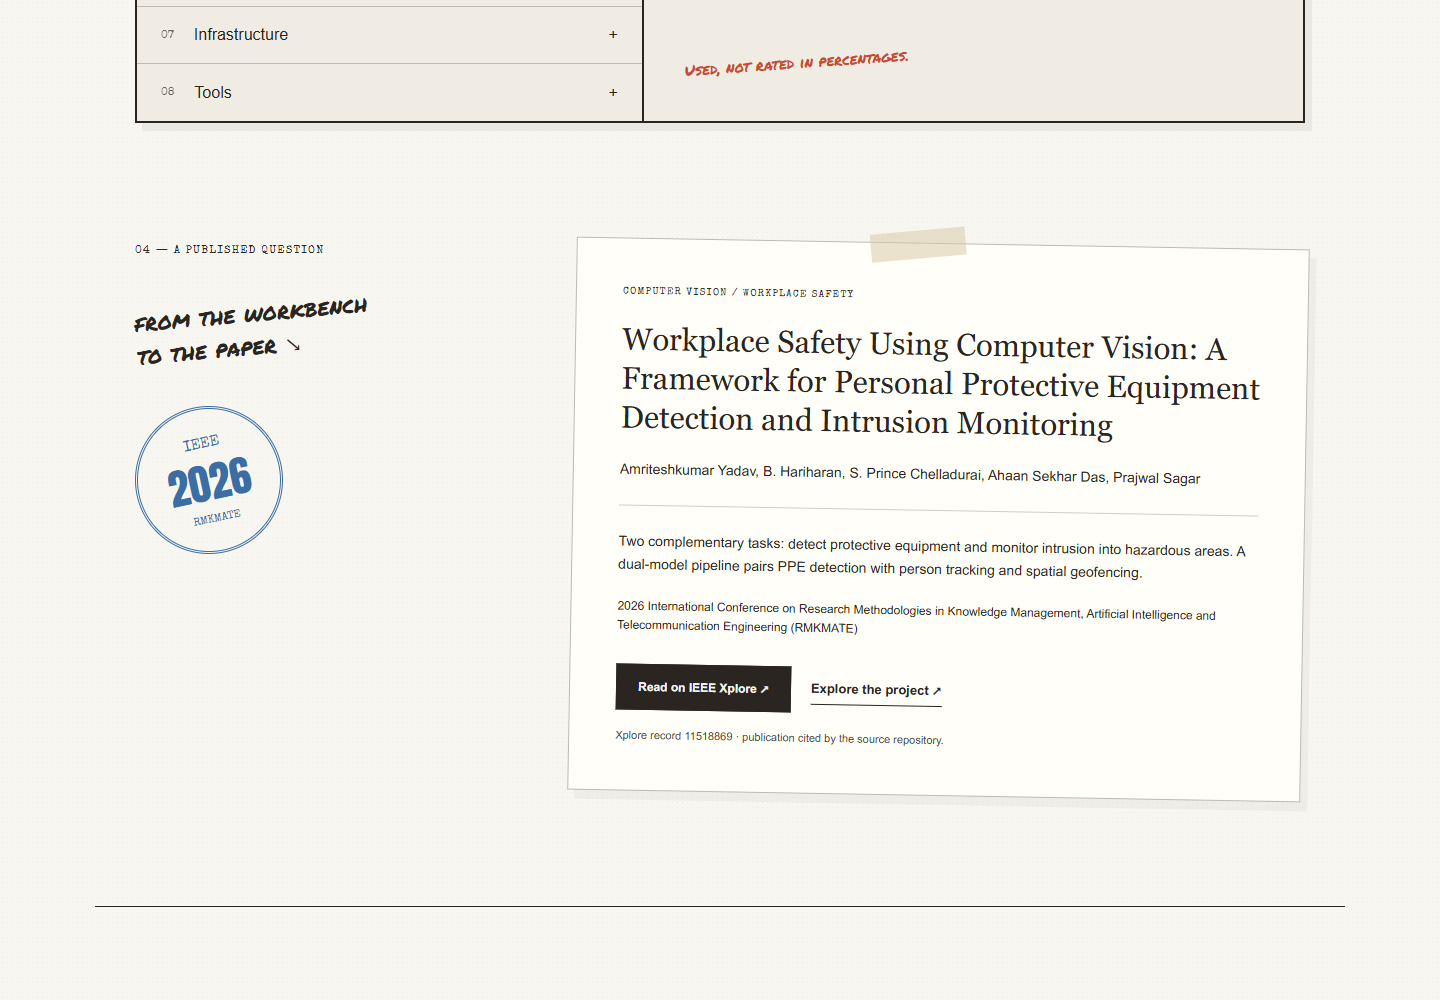 07 Infrastructure +
08 Tools +
Used, not rated in percentages.
04 — A PUBLISHED QUESTION
FROM THE WORKBENCH
TO THE PAPER ↘
IEEE
2026
RMKMATE
COMPUTER VISION / WORKPLACE SAFETY
Workplace Safety Using Computer Vision: A
Framework for Personal Protective Equipment
Detection and Intrusion Monitoring
Amriteshkumar Yadav, B. Hariharan, S. Prince Chelladurai, Ahaan Sekhar Das, Prajwal Sagar
Two complementary tasks: detect protective equipment and monitor intrusion into hazardous areas. A
dual-model pipeline pairs PPE detection with person tracking and spatial geofencing.
2026 International Conference on Research Methodologies in Knowledge Management, Artificial Intelligence and
Telecommunication Engineering (RMKMATE)
Read on IEEE Xplore ↗ Explore the project ↗
Xplore record 11518869 · publication cited by the source repository.